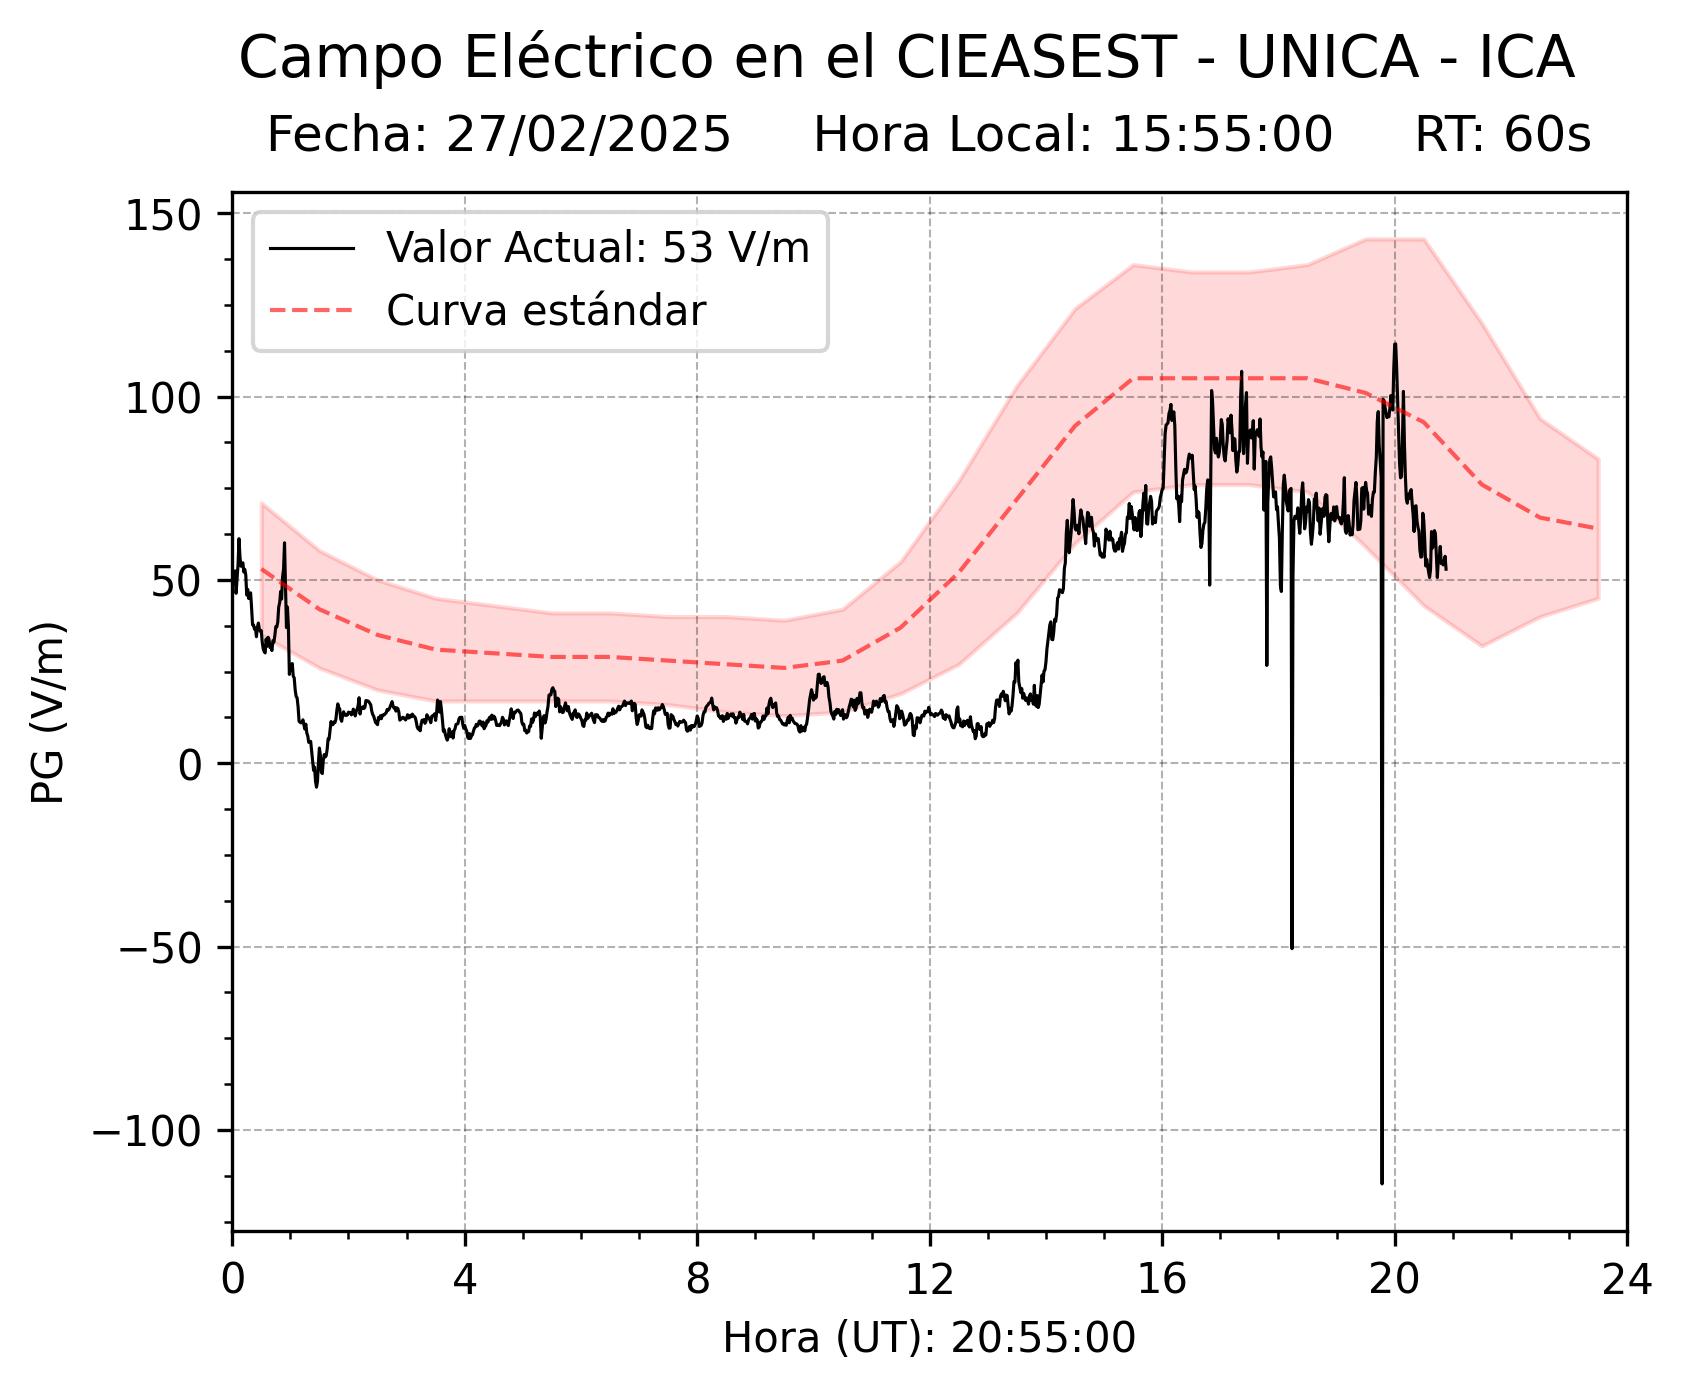 Campo Eléctrico en el CIEASEST - UNICA - ICA
Fecha: 27/02/2025 Hora Local: 15:55:00 RT: 60s
Valor Actual: 53 V/m
Curva estándar
PG (V/m)
150
100
50
0
−50
−100
0 4 8 12 16 20 24
Hora (UT): 20:55:00